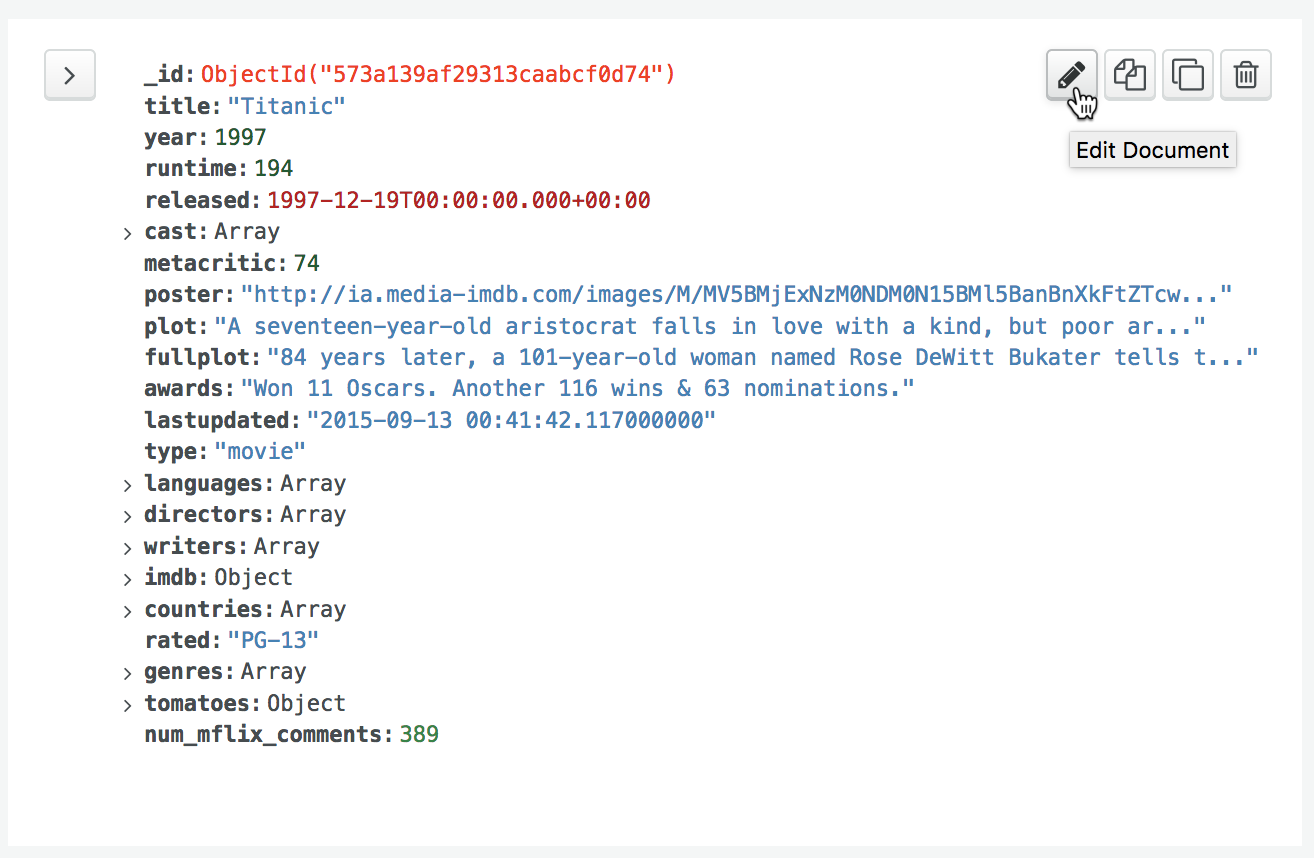 _id: ObjectId("573a139af29313caabcf0d74")
title: "Titanic"
year: 1997
runtime: 194
released: 1997-12-19T00:00:00.000+00:00
cast: Array
metacritic: 74
poster: "http://ia.media-imdb.com/images/M/MV5BMjExNzM0NDM0N15BMl5BanBnXkFtZTcw..."
plot: "A seventeen-year-old aristocrat falls in love with a kind, but poor ar..."
fullplot: "84 years later, a 101-year-old woman named Rose DeWitt Bukater tells t..."
awards: "Won 11 Oscars. Another 116 wins & 63 nominations."
lastupdated: "2015-09-13 00:41:42.117000000"
type: "movie"
languages: Array
directors: Array
writers: Array
imdb: Object
countries: Array
rated: "PG-13"
genres: Array
tomatoes: Object
num_mflix_comments: 389
Edit Document